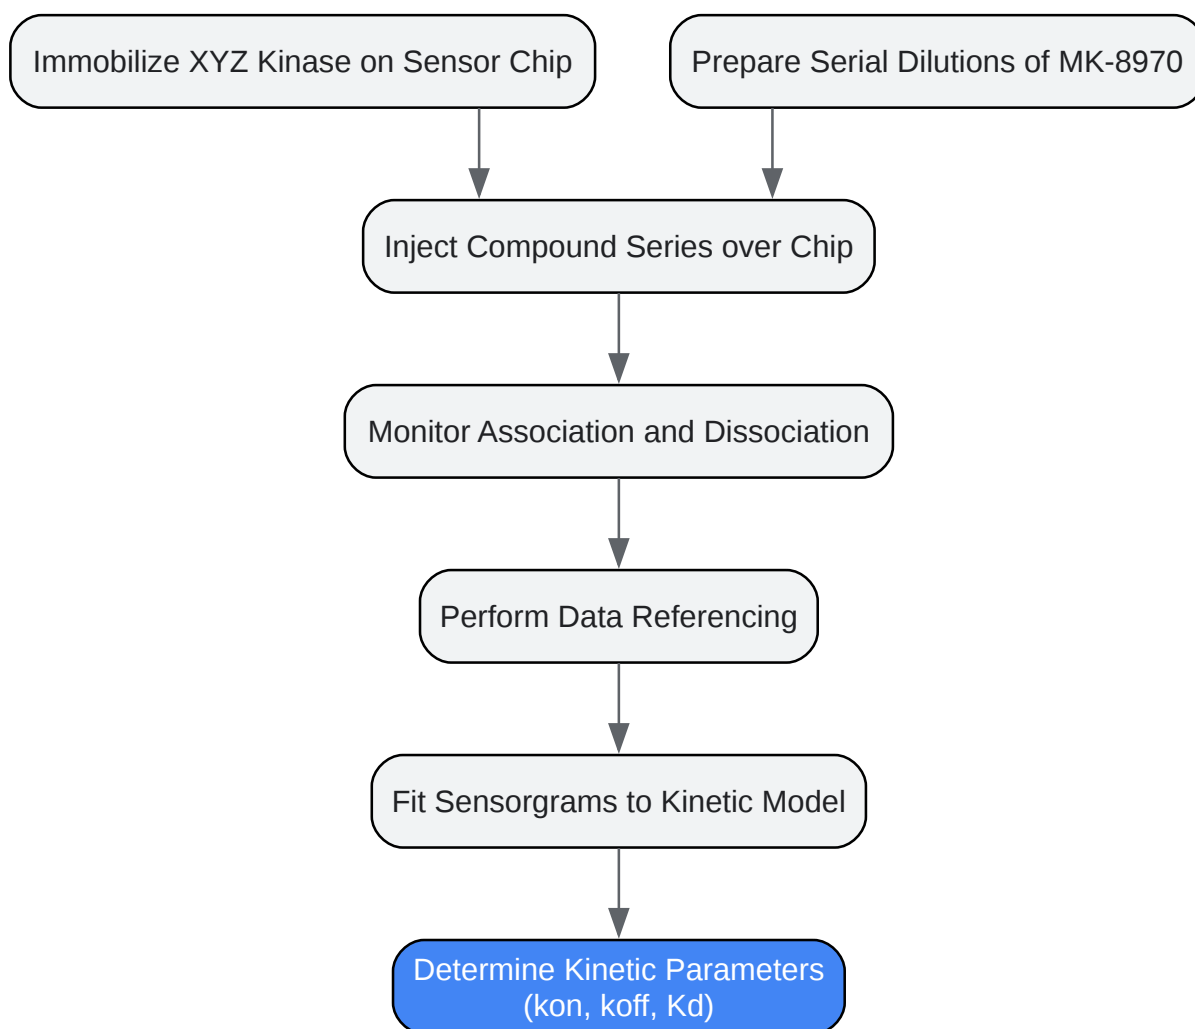 Immobilize XYZ Kinase on Sensor Chip
Prepare Serial Dilutions of MK-8970
Inject Compound Series over Chip
Monitor Association and Dissociation
Perform Data Referencing
Fit Sensorgrams to Kinetic Model
Determine Kinetic Parameters
(kon, koff, Kd)